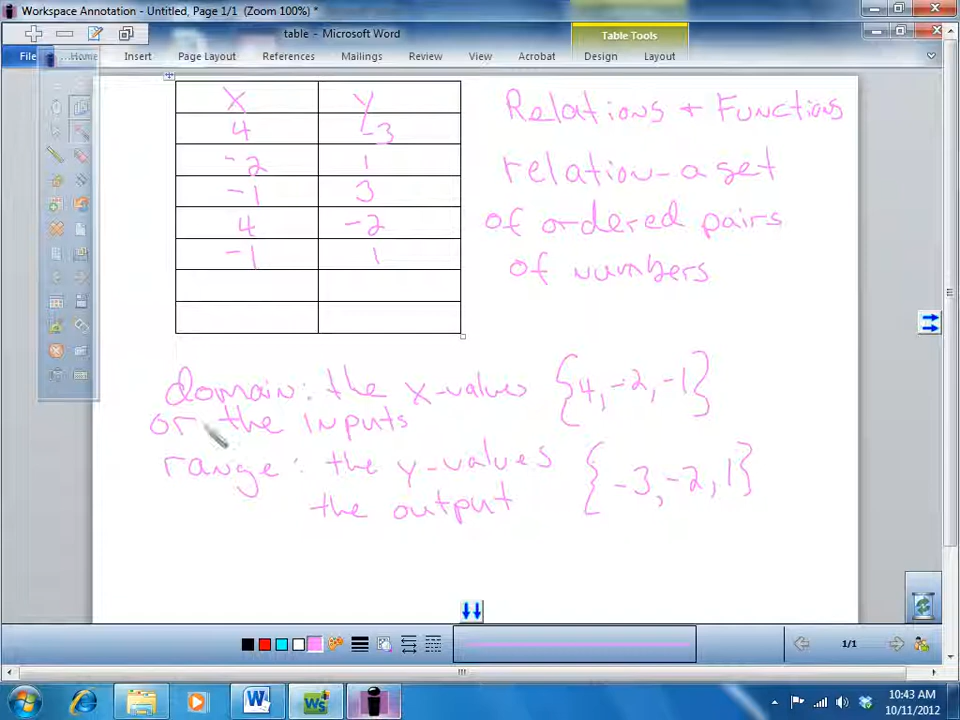 Workspace Annotation - Untitled, Page 1/1 (Zoom 100%) *
table - Microsoft Word
Table Tools
File Home Insert Page Layout References Mailings Review View Acrobat Design Layout
X Y
4 -3
-2 1
-1 3
4 -2
-1 1
Relations + Functions
relation - a set
of ordered pairs
of numbers
domain: the x-values {4, -2, -1}
or the inputs
range: the y-values {-3, -2, 1}
the output
1/1
10:43 AM
10/11/2012